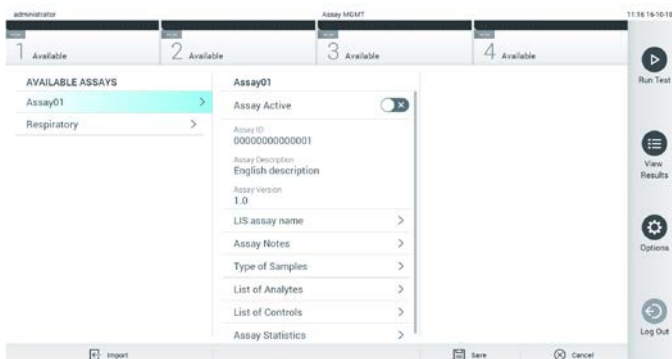 administrator
Assay MGMT
11:16 16-10-18
1 Available
2 Available
3 Available
4 Available
AVAILABLE ASSAYS
Assay01
Respiratory
Assay01
Assay Active
Assay ID
00000000000001
Assay Description
English description
Assay Version
1.0
LIS assay name
Assay Notes
Type of Samples
List of Analytes
List of Controls
Assay Statistics
Run Test
View
Results
Options
Log Out
Import
Save
Cancel